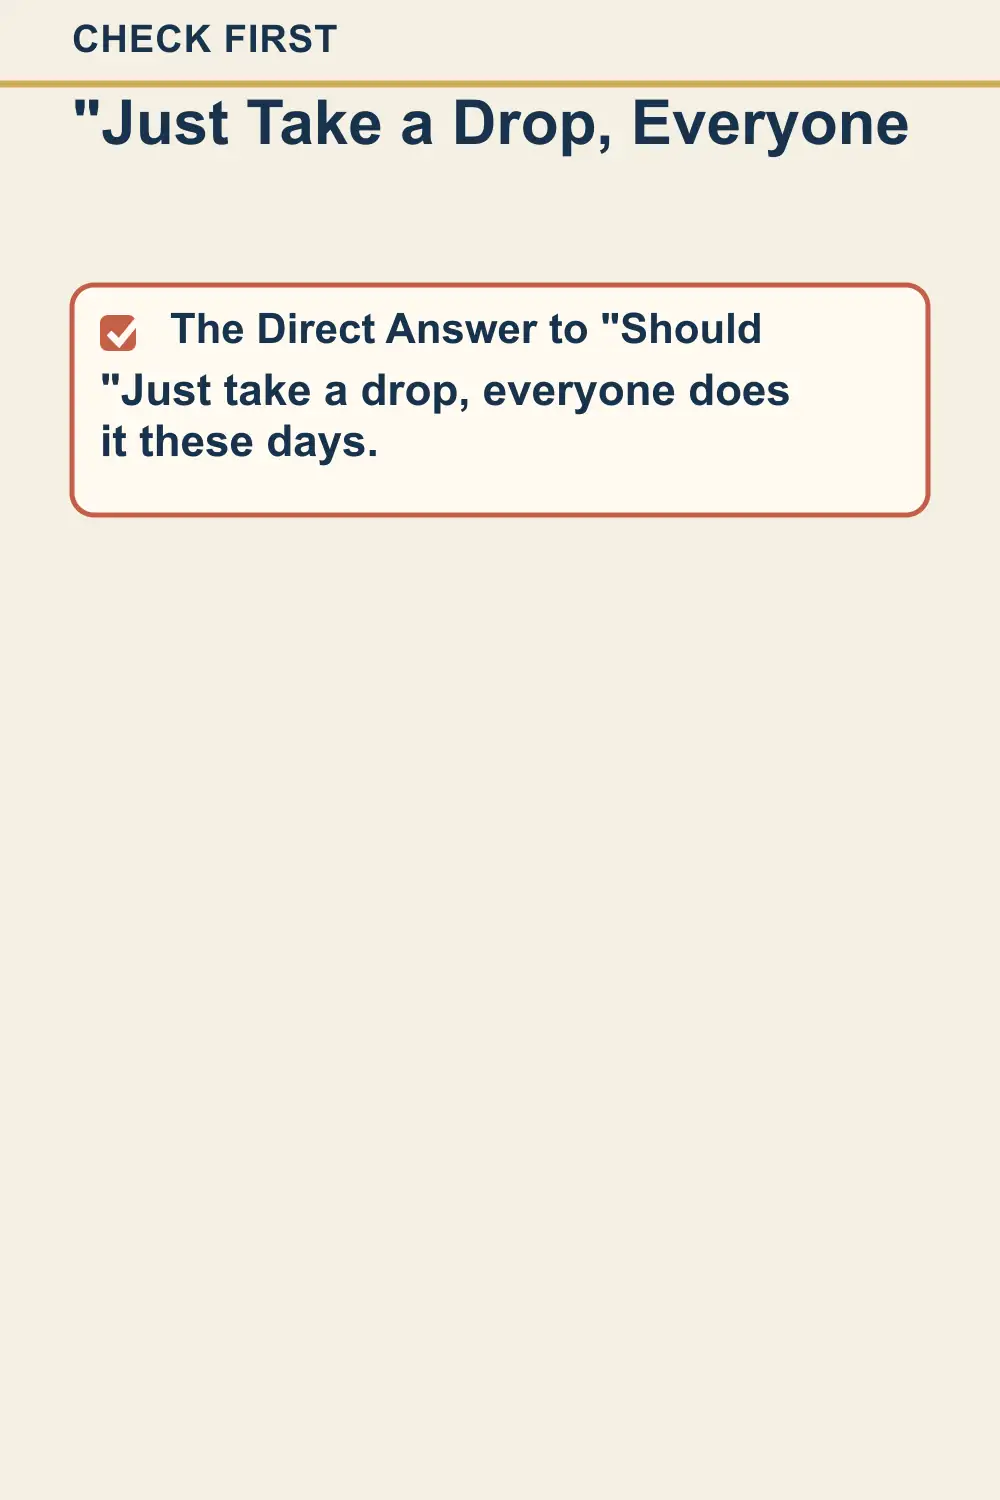 CHECK FIRST
"Just Take a Drop, Everyone
The Direct Answer to "Should
"Just take a drop, everyone does
it these days.